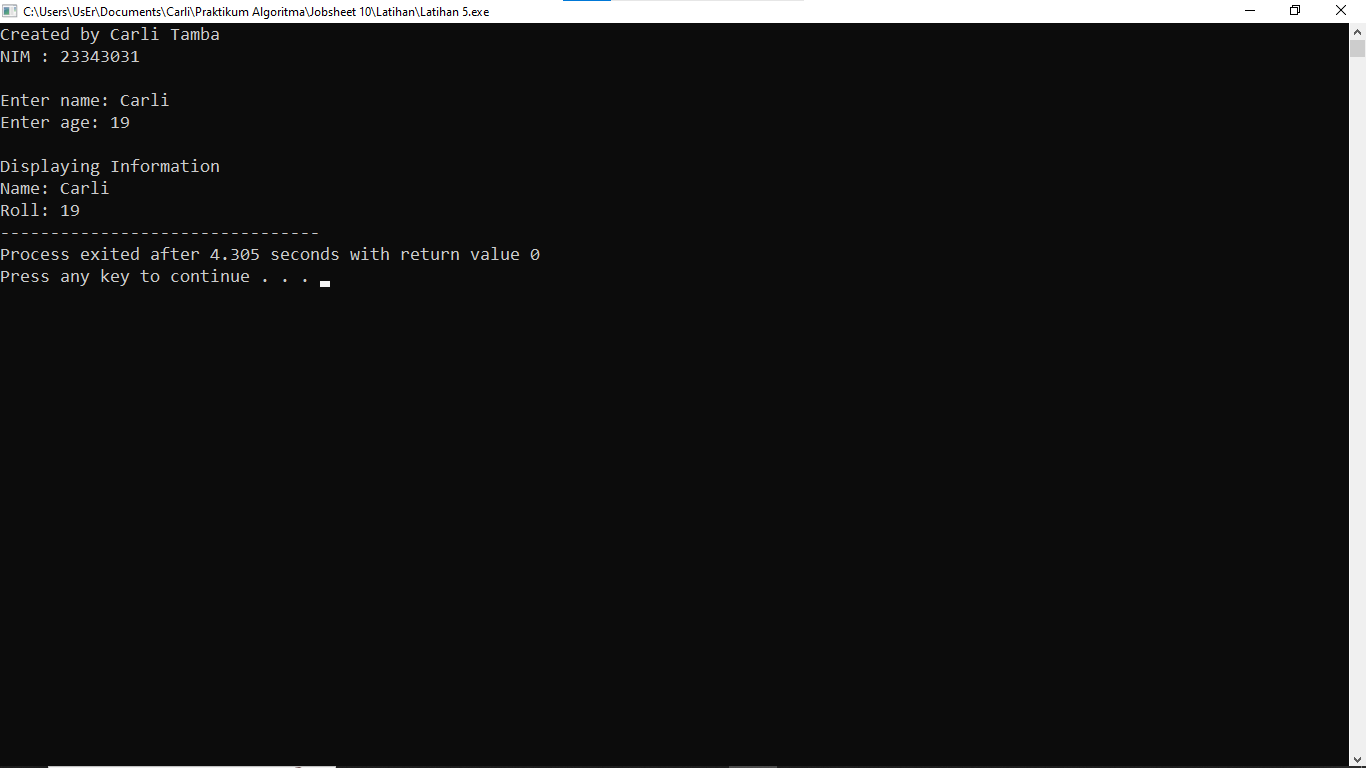 C:\Users\UsEr\Documents\Carli\Praktikum Algoritma\Jobsheet 10\Latihan\Latihan 5.exe
Created by Carli Tamba
NIM : 23343031
Enter name: Carli
Enter age: 19
Displaying Information
Name: Carli
Roll: 19
--------------------------------
Process exited after 4.305 seconds with return value 0
Press any key to continue . . .